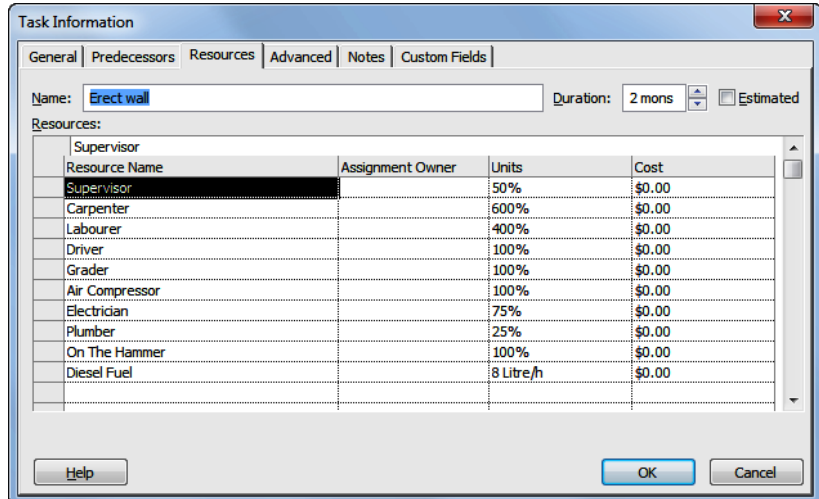 Task Information
General Predecessors Resources Advanced Notes Custom Fields
Name: Erect wall Duration: 2 mons Estimated
Resources:
Supervisor
Resource Name Assignment Owner Units Cost
Supervisor 50% $0.00
Carpenter 600% $0.00
Labourer 400% $0.00
Driver 100% $0.00
Grader 100% $0.00
Air Compressor 100% $0.00
Electrician 75% $0.00
Plumber 25% $0.00
On The Hammer 100% $0.00
Diesel Fuel 8 Litre/h $0.00
Help OK Cancel